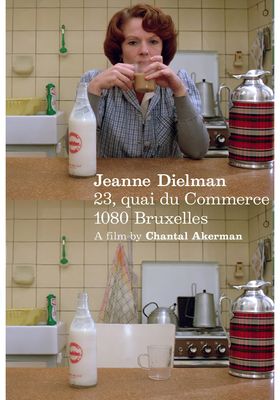 Jeanne Dielman
23, quai du Commerce
1080 Bruxelles
A film by Chantal Akerman